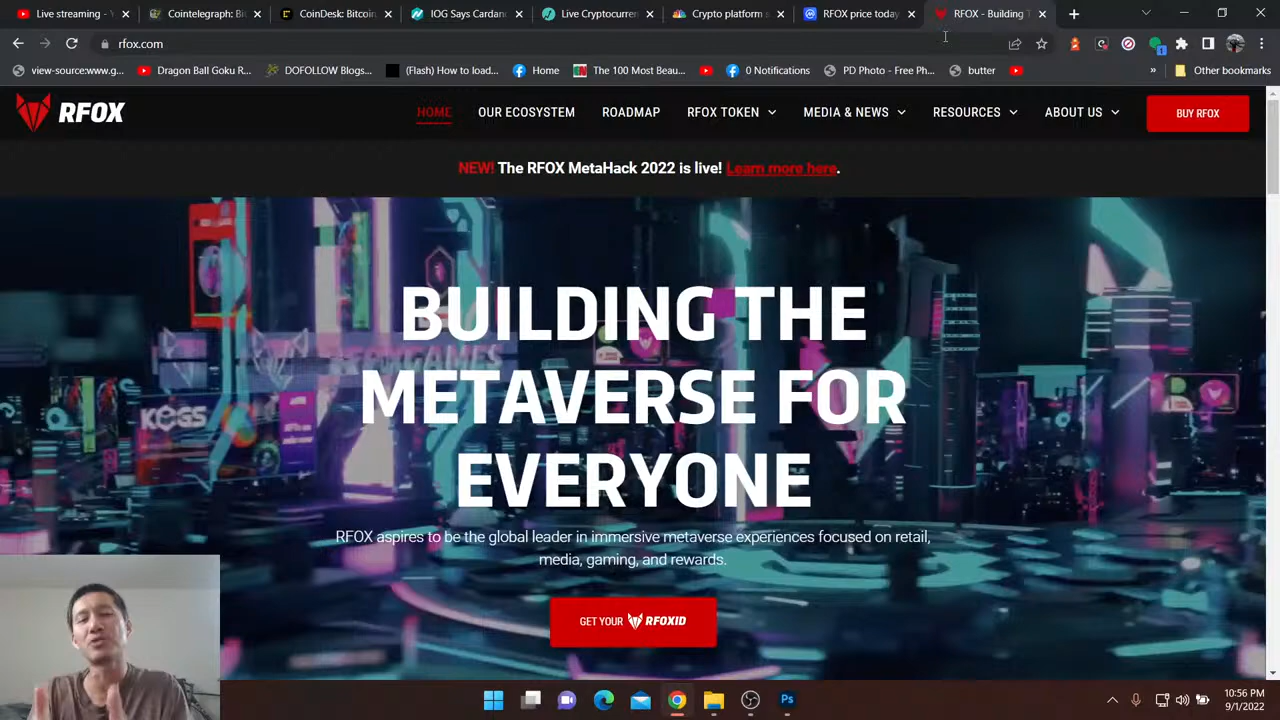 Live streaming - Y
Cointelegraph: Bi
CoinDesk: Bitcoin,
IOG Says Cardan
Live Cryptocurren
Crypto platform s
RFOX price today
RFOX - Building T
rfox.com
view-source:www.g...
Dragon Ball Goku R...
DOFOLLOW Blogs...
(Flash) How to load...
Home
The 100 Most Beau...
0 Notifications
PD Photo - Free Ph...
butter
»
Other bookmarks
RFOX
HOME
OUR ECOSYSTEM
ROADMAP
RFOX TOKEN
MEDIA & NEWS
RESOURCES
ABOUT US
BUY RFOX
NEW! The RFOX MetaHack 2022 is live! Learn more here.
KOGS
BUILDING THE
METAVERSE FOR
EVERYONE
RFOX aspires to be the global leader in immersive metaverse experiences focused on retail,
media, gaming, and rewards.
GET YOUR RFOXID
Ps
10:56 PM
9/1/2022